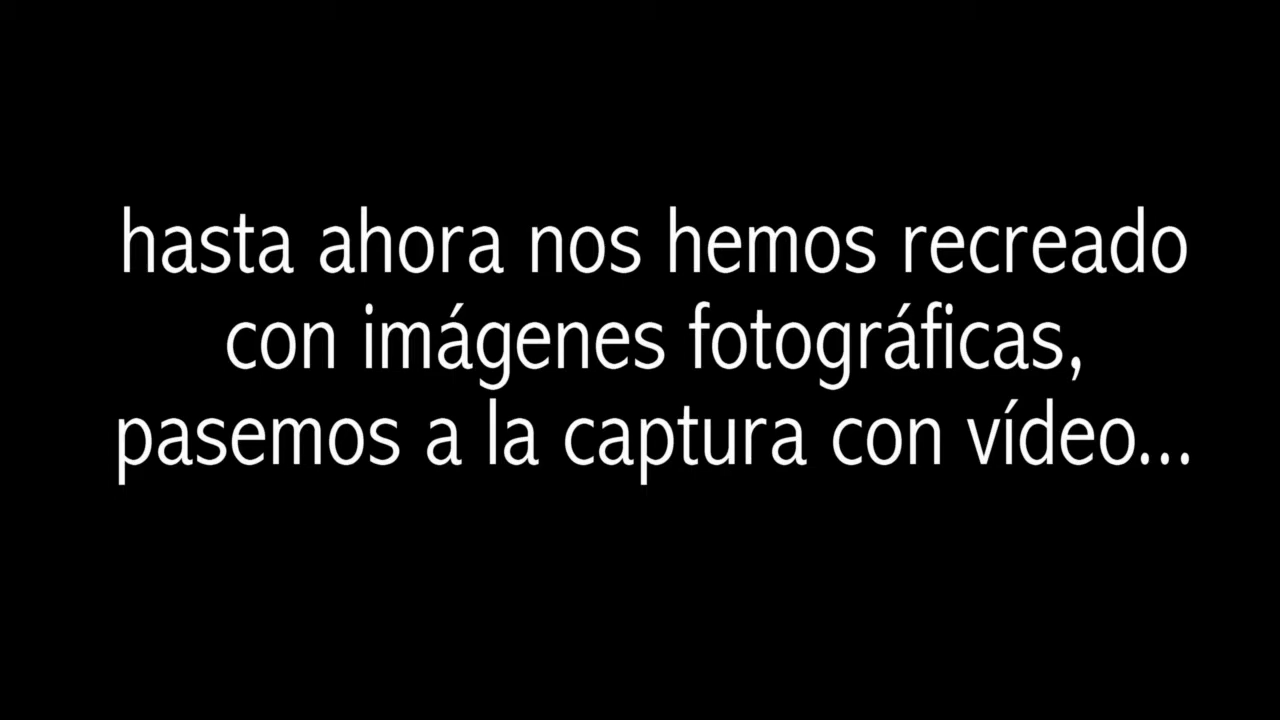 hasta ahora nos hemos recreado
con imágenes fotográficas,
pasemos a la captura con vídeo...